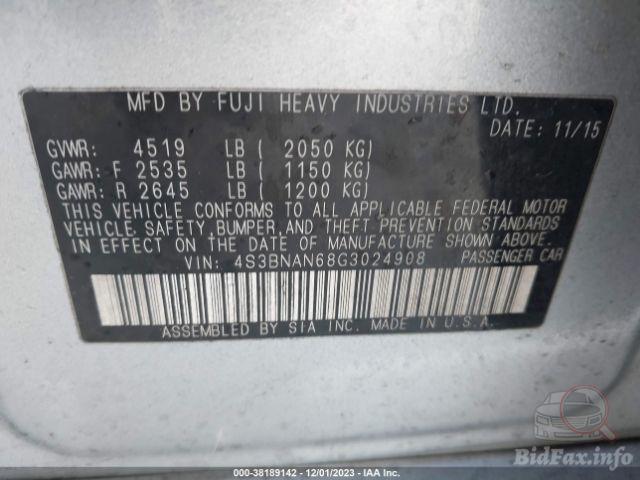 MFD BY FUJI HEAVY INDUSTRIES LTD.
DATE: 11/15
GVWR: 4519 LB ( 2050 KG)
GAWR: F 2535 LB ( 1150 KG)
GAWR: R 2645 LB ( 1200 KG)
THIS VEHICLE CONFORMS TO ALL APPLICABLE FEDERAL MOTOR
VEHICLE, SAFETY, BUMPER, AND THEFT PREVENTION STANDARDS
IN EFFECT ON THE DATE OF MANUFACTURE SHOWN ABOVE.
VIN: 4S3BNAN68G3024908 PASSENGER CAR
ASSEMBLED BY SIA INC. MADE IN U.S.A.
BidFax.info
000-38189142 - 12/01/2023 - IAA Inc.